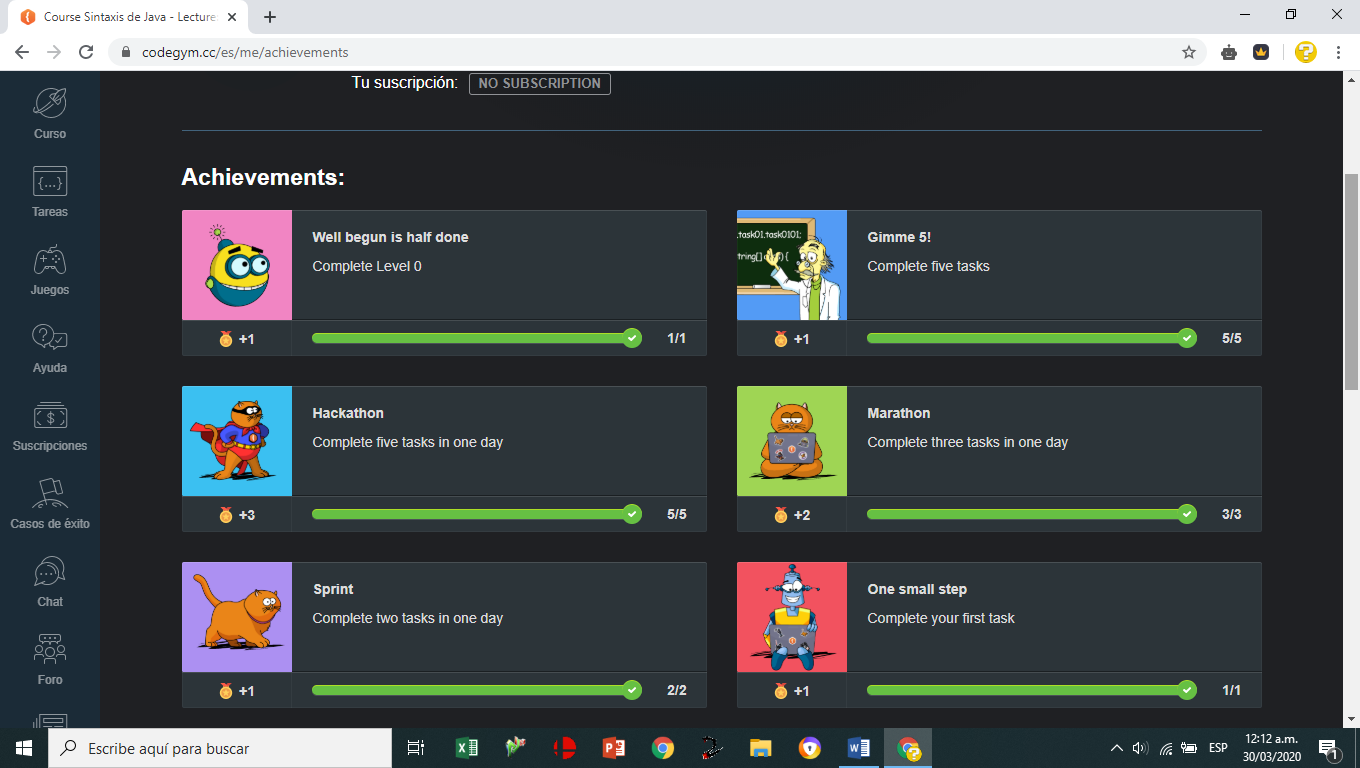 Course Sintaxis de Java - Lecture
codegym.cc/es/me/achievements
Tu suscripción: NO SUBSCRIPTION
Curso
Tareas
Juegos
Ayuda
Suscripciones
Casos de éxito
Chat
Foro
Achievements:
Well begun is half done
Complete Level 0
+1
1/1
.task01.task0101;
Gimme 5!
Complete five tasks
+1
5/5
Hackathon
Complete five tasks in one day
+3
5/5
Marathon
Complete three tasks in one day
+2
3/3
Sprint
Complete two tasks in one day
+1
2/2
One small step
Complete your first task
+1
1/1
Escribe aquí para buscar
ESP
12:12 a.m.
30/03/2020
1